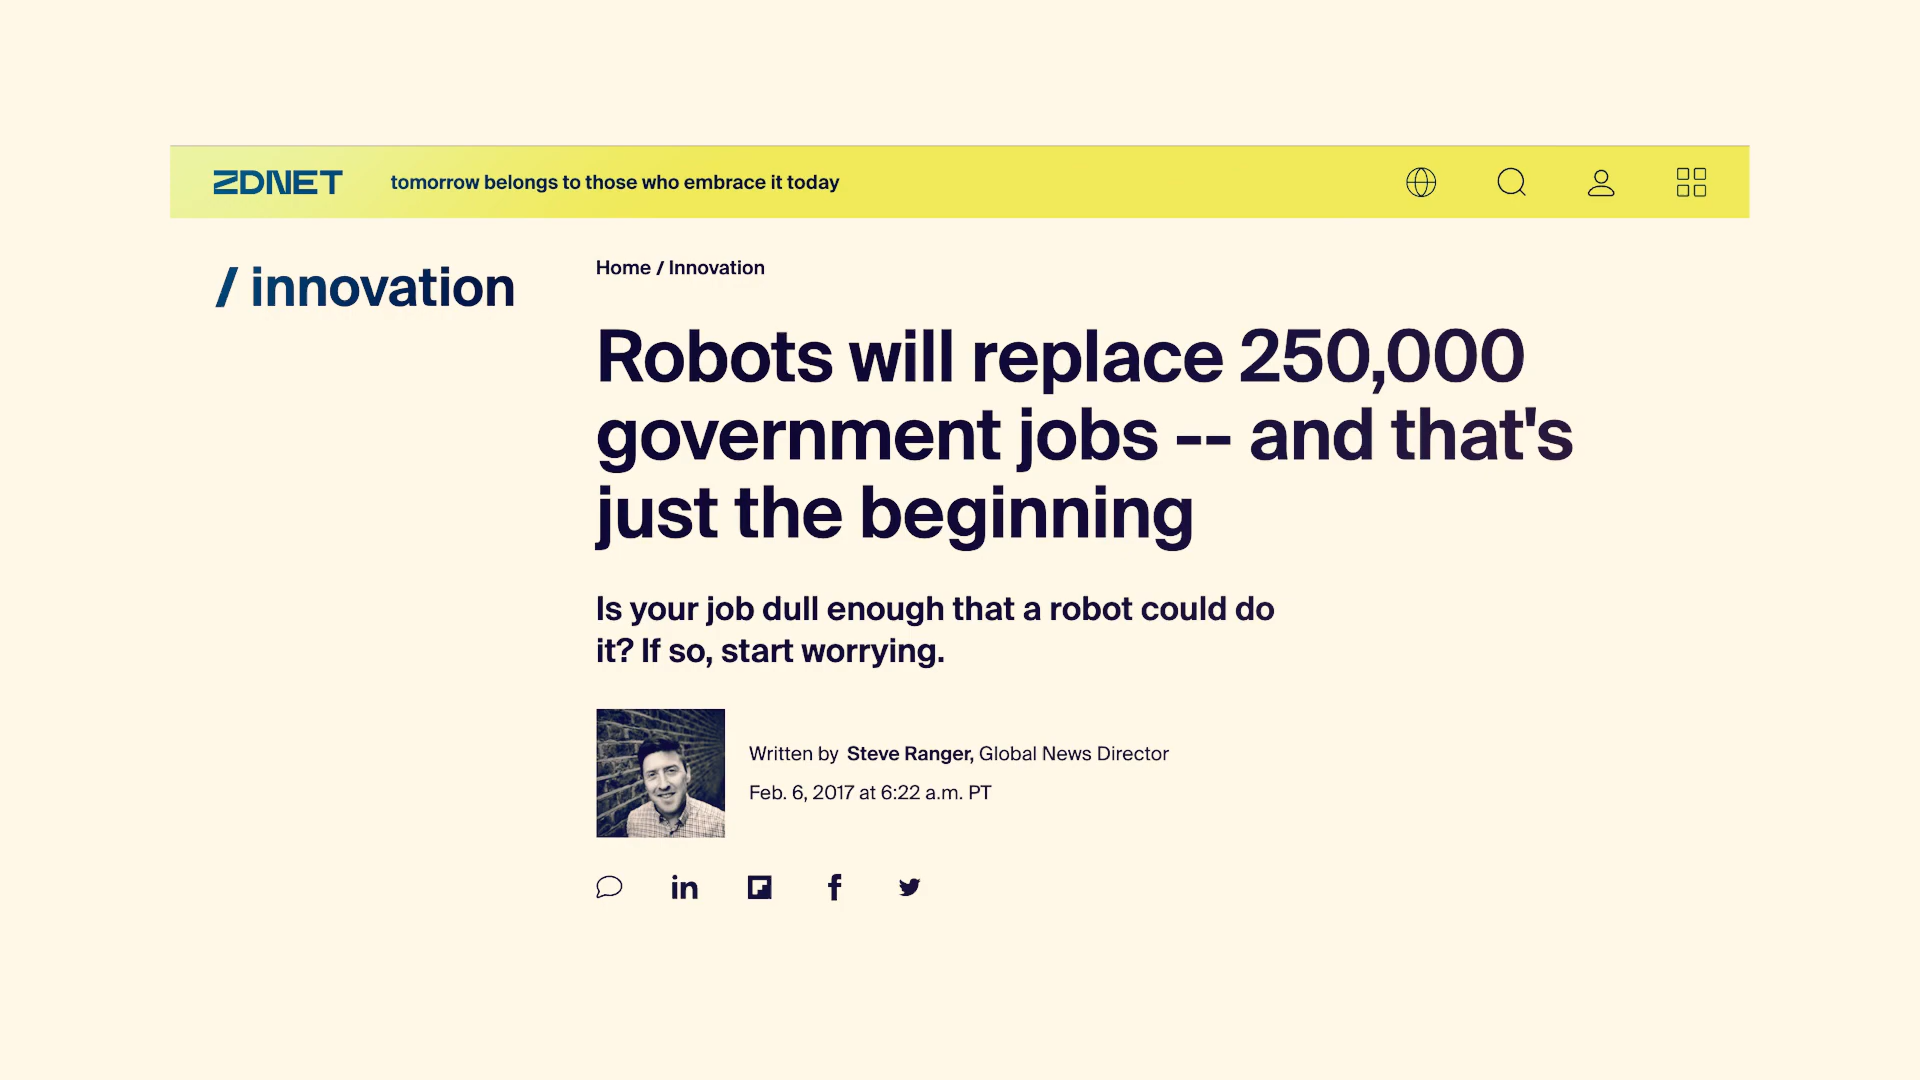 ZDNET tomorrow belongs to those who embrace it today
/ innovation
Home / Innovation
Robots will replace 250,000
government jobs -- and that's
just the beginning
Is your job dull enough that a robot could do
it? If so, start worrying.
Written by Steve Ranger, Global News Director
Feb. 6, 2017 at 6:22 a.m. PT
in
f